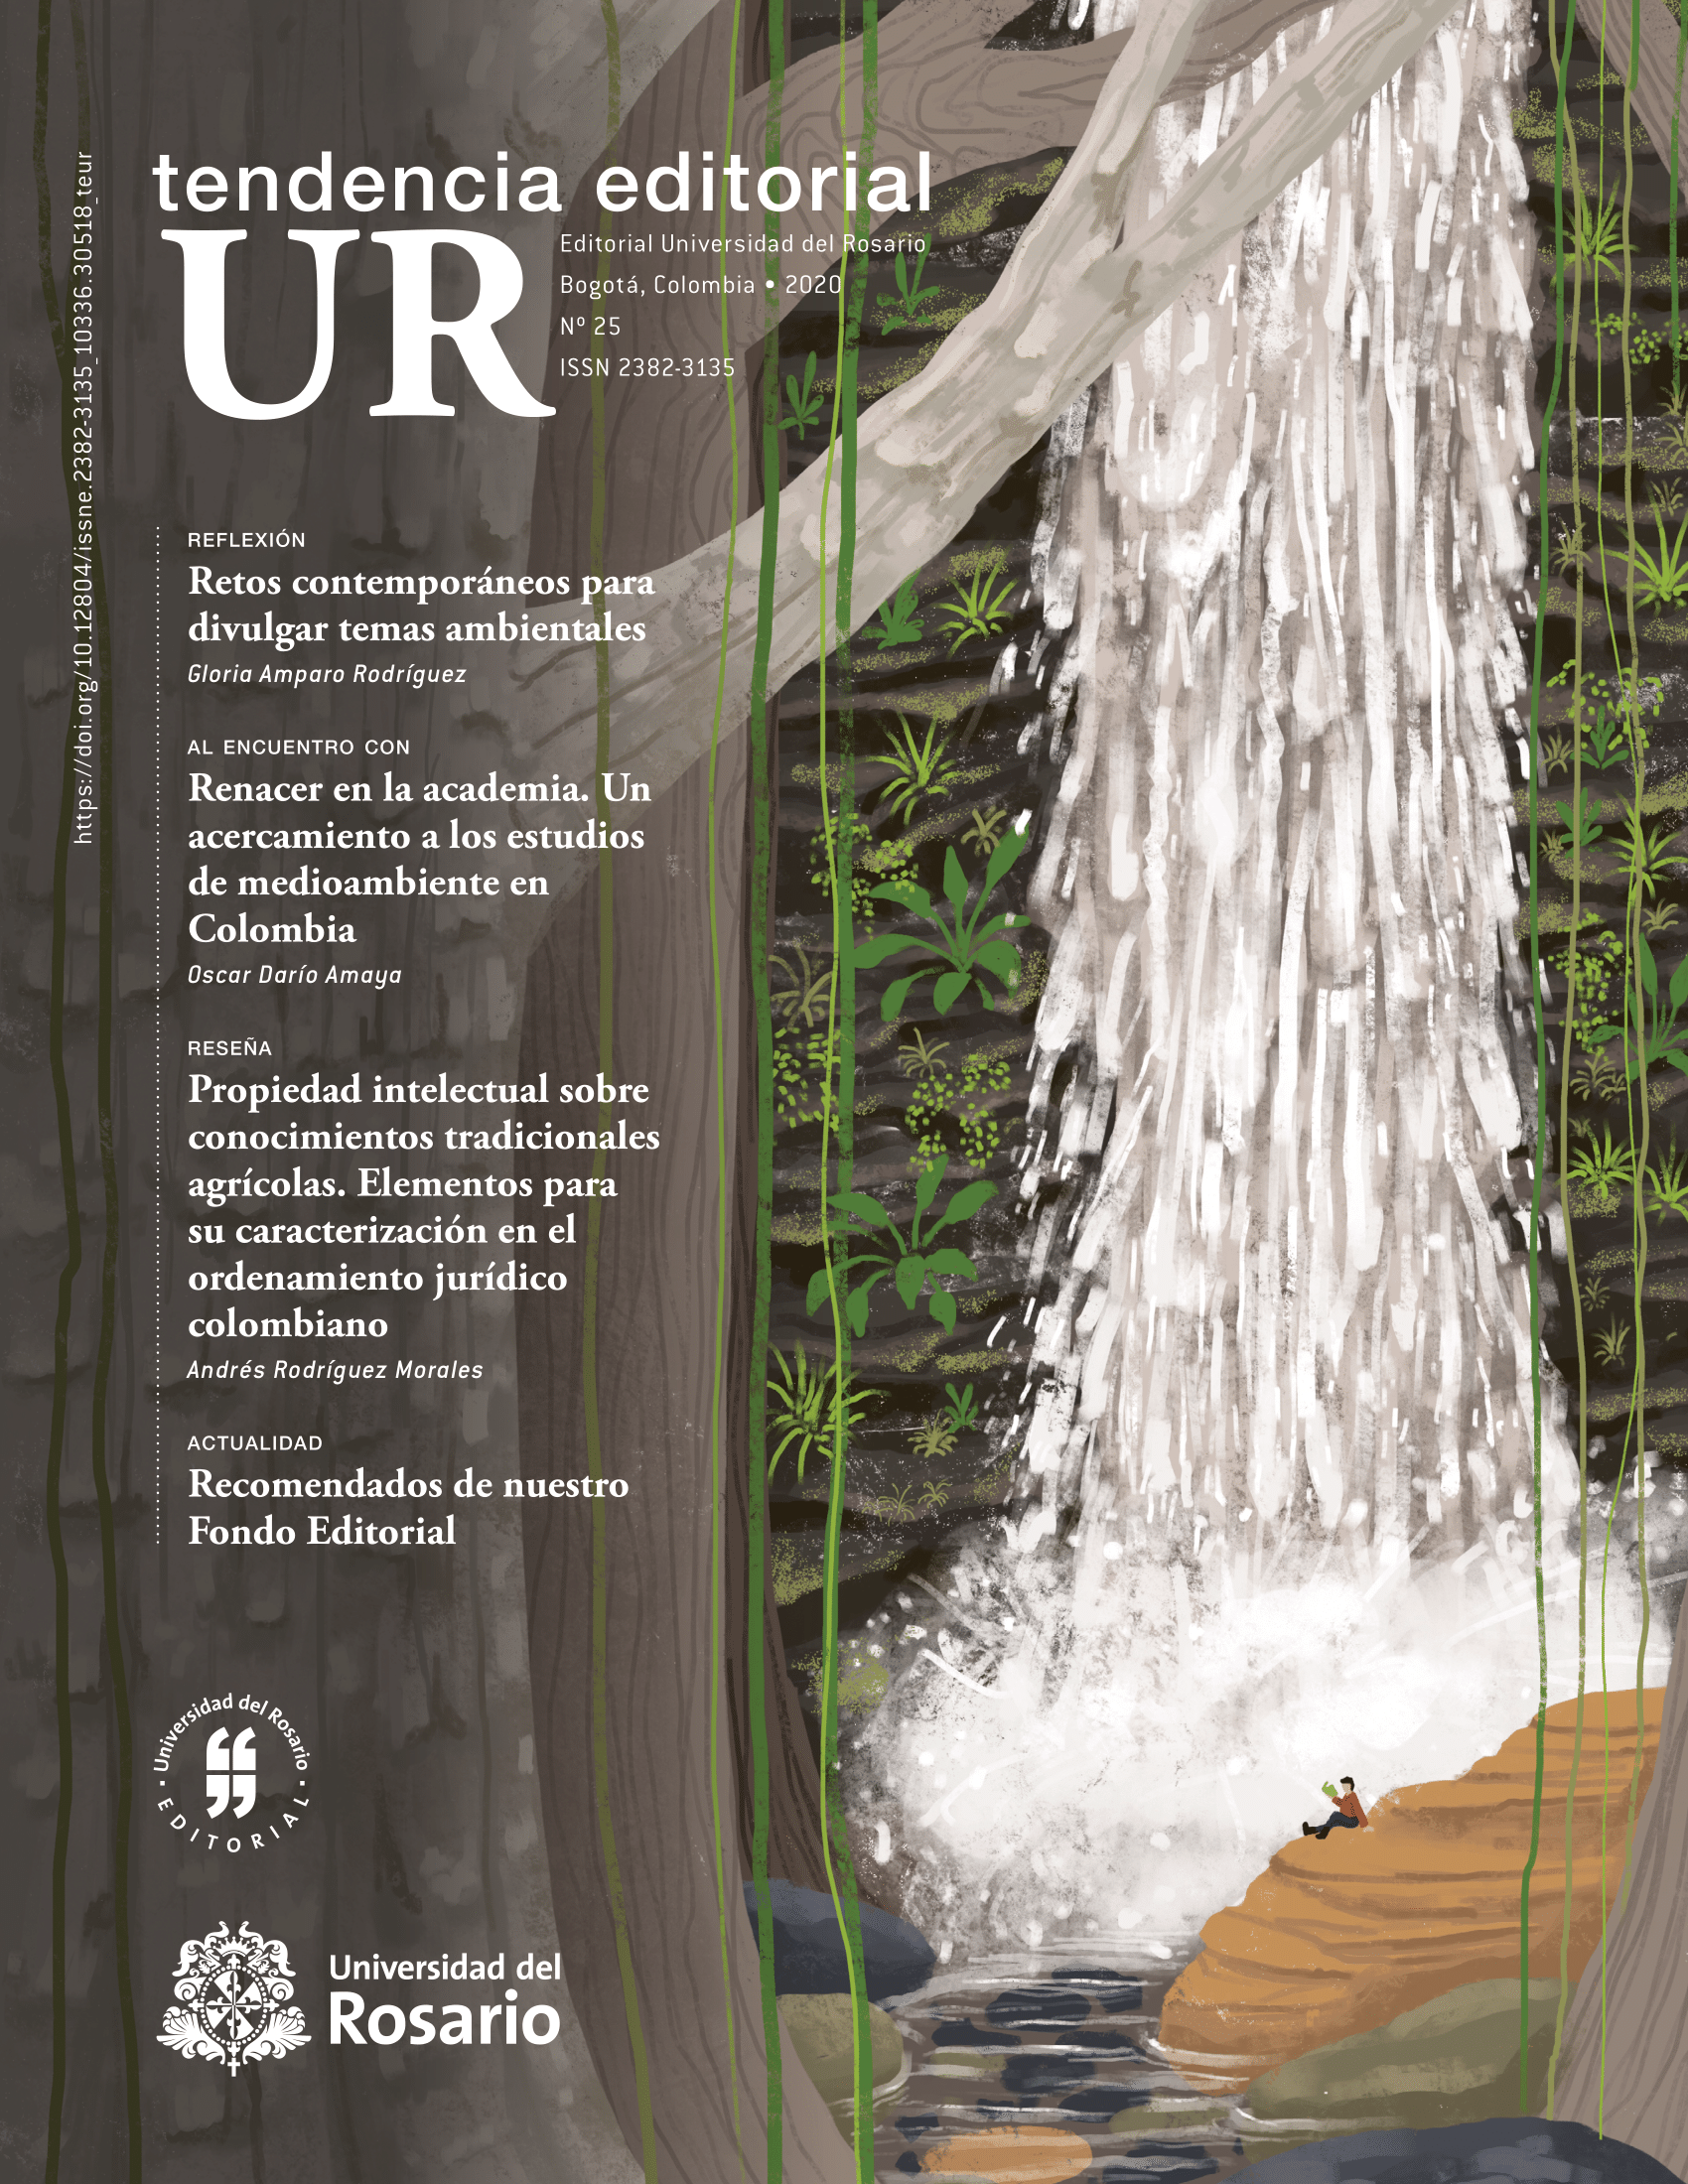 tendencia editorial
UR
Editorial Universidad del Rosario
Bogotá, Colombia • 2020
Nº 25
ISSN 2382-3135
https://doi.org/10.12804/issne.2382-3135_10336.30518_teur
REFLEXIÓN
Retos contemporáneos para
divulgar temas ambientales
Gloria Amparo Rodríguez
AL ENCUENTRO CON
Renacer en la academia. Un
acercamiento a los estudios
de medioambiente en
Colombia
Oscar Darío Amaya
RESEÑA
Propiedad intelectual sobre
conocimientos tradicionales
agrícolas. Elementos para
su caracterización en el
ordenamiento jurídico
colombiano
Andrés Rodríguez Morales
ACTUALIDAD
Recomendados de nuestro
Fondo Editorial
Universidad del Rosario
• EDITORIAL •
Universidad del
Rosario